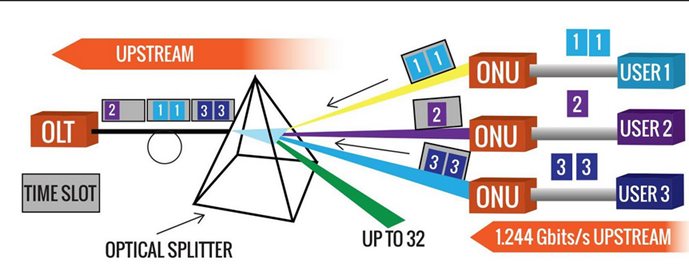 UPSTREAM
OLT
2
1 1
3 3
TIME SLOT
OPTICAL SPLITTER
1 1
2
3 3
UP TO 32
ONU
ONU
ONU
1 1
2
3 3
USER 1
USER 2
USER 3
1.244 Gbits/s UPSTREAM